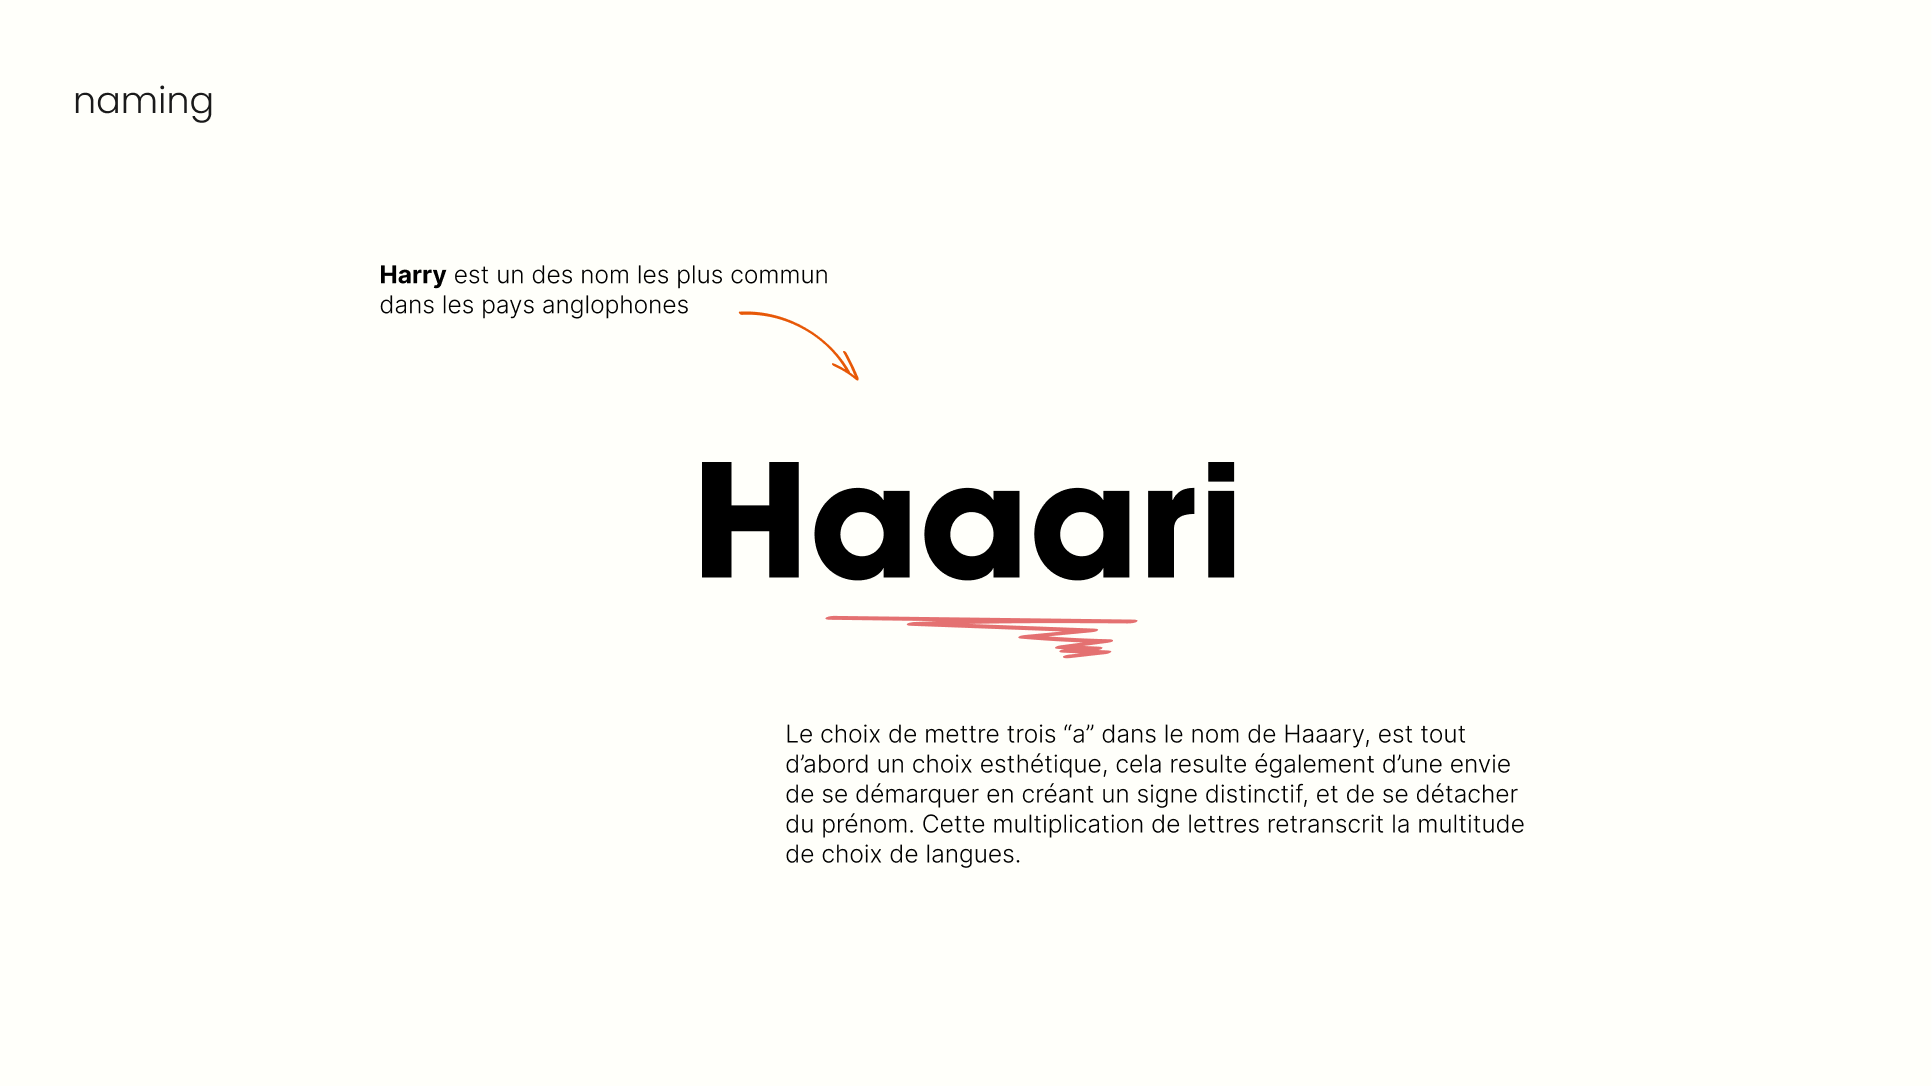 naming
Harry est un des nom les plus commun
dans les pays anglophones
Haaari
Le choix de mettre trois “a” dans le nom de Haaary, est tout
d’abord un choix esthétique, cela resulte également d’une envie
de se démarquer en créant un signe distinctif, et de se détacher
du prénom. Cette multiplication de lettres retranscrit la multitude
de choix de langues.